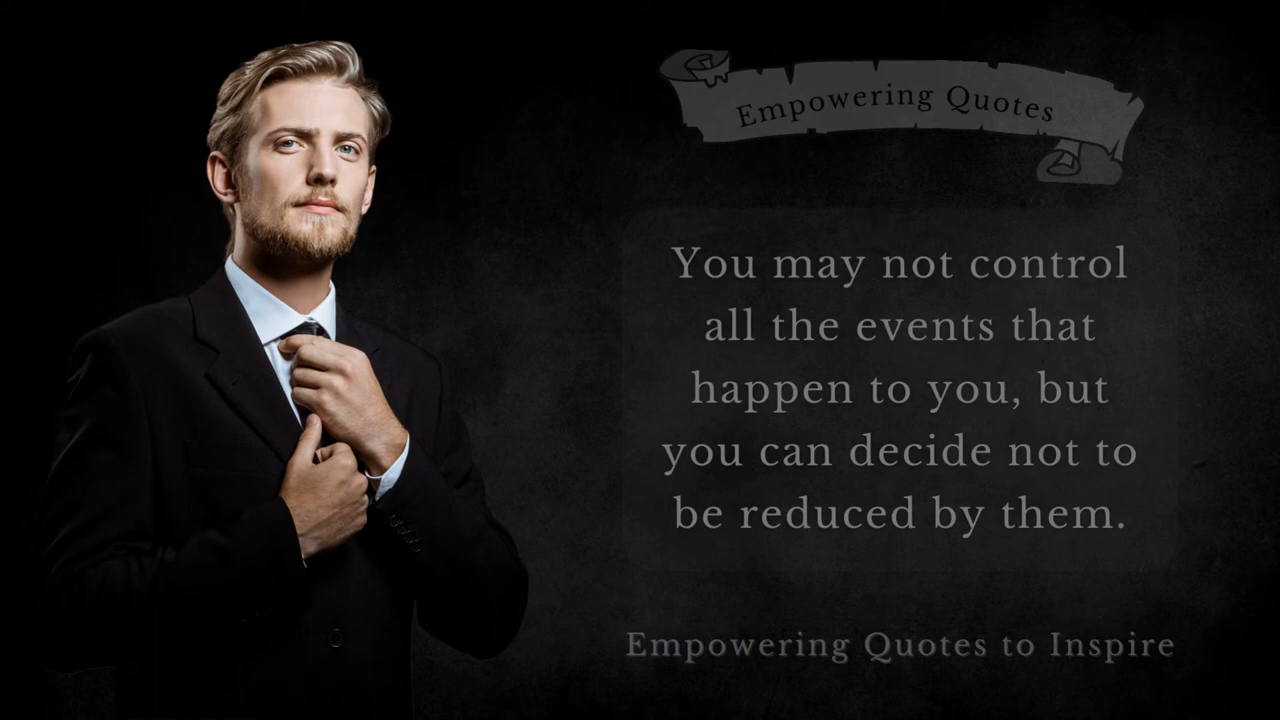 Empowering Quotes
You may not control
all the events that
happen to you, but
you can decide not to
be reduced by them.
Empowering Quotes to Inspire